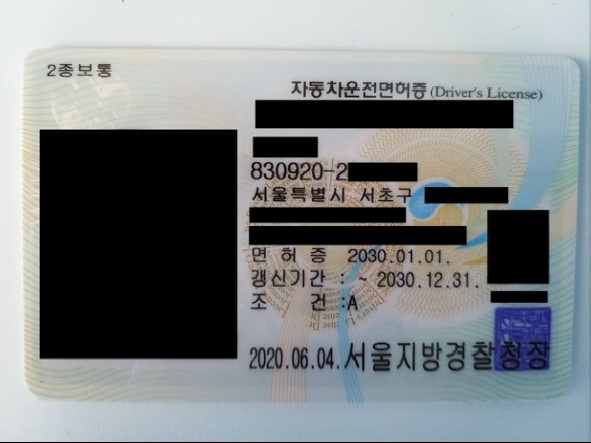 2종보통
자동차운전면허증 (Driver's License)
830920-2
서울특별시 서초구
면 허 증 2030.01.01.
갱신기간 : ~ 2030.12.31.
조 건 :A
2020.06.04. 서울지방경찰청장